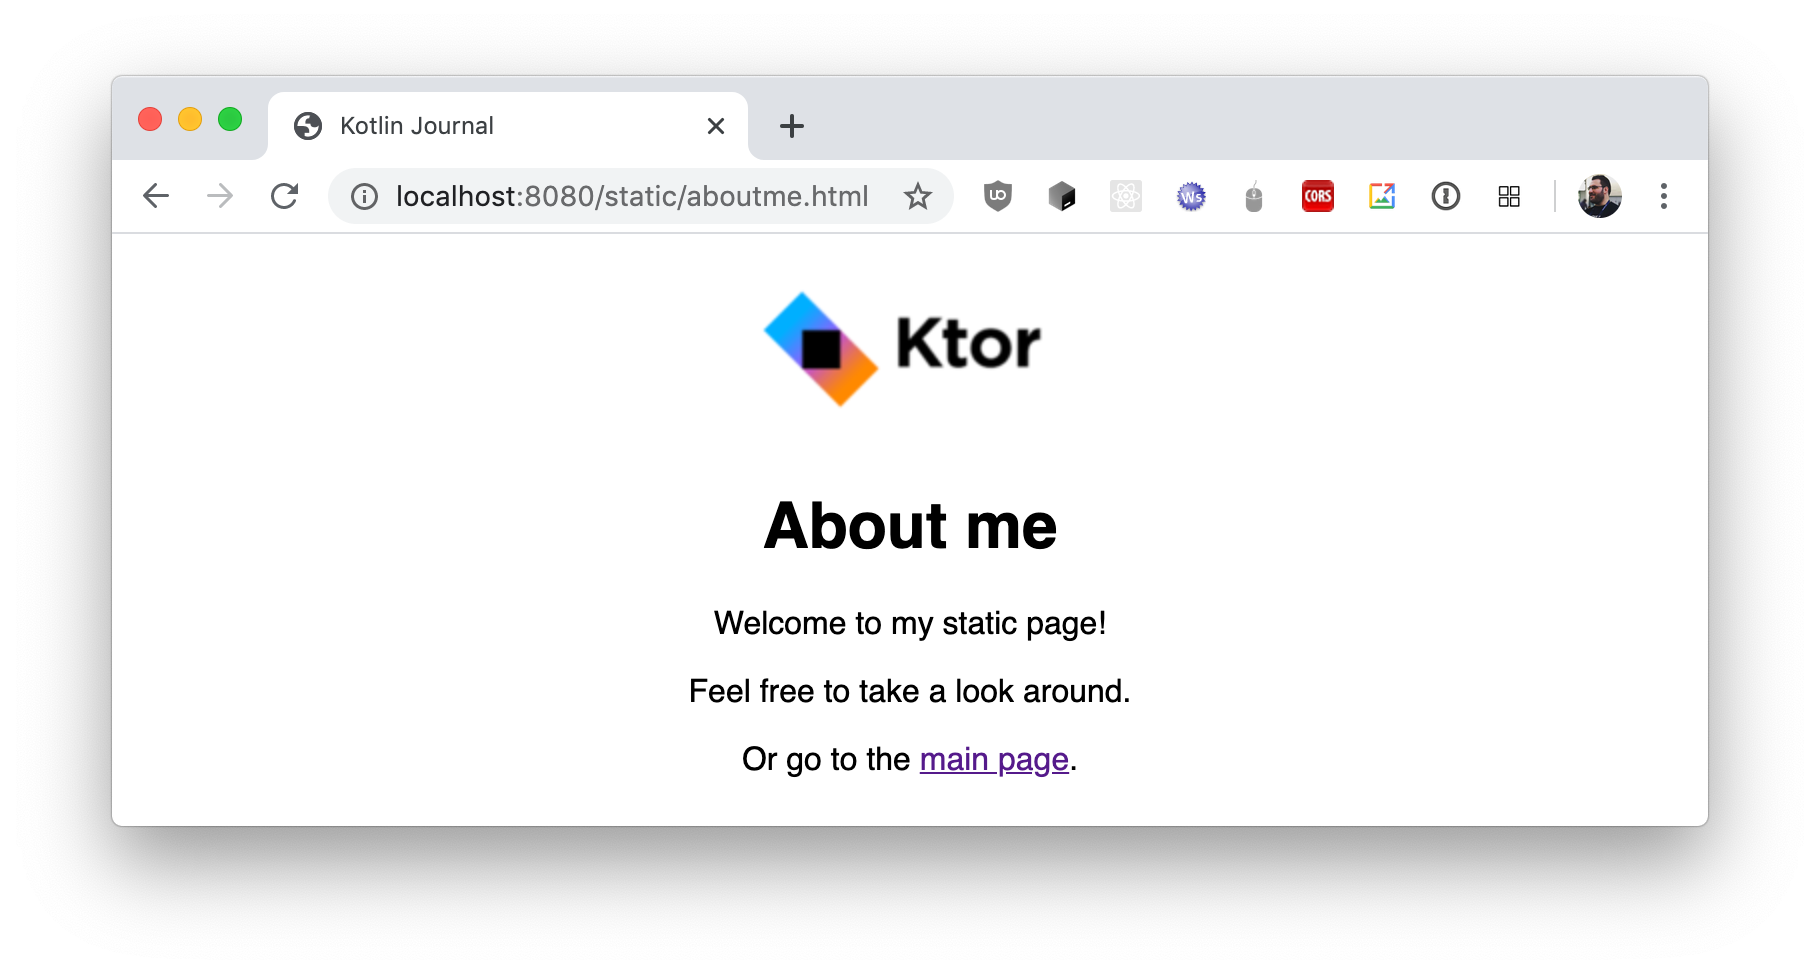 Kotlin Journal
localhost:8080/static/aboutme.html
UO
Ws
CORS
Ktor
About me
Welcome to my static page!
Feel free to take a look around.
Or go to the main page.